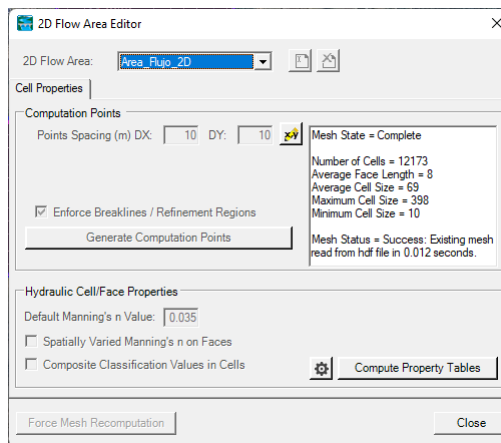 2D Flow Area Editor
2D Flow Area: Area_Flujo_2D
Cell Properties
Computation Points
Points Spacing (m) DX: 10 DY: 10
Mesh State = Complete
Number of Cells = 12173
Average Face Length = 8
Average Cell Size = 69
Maximum Cell Size = 398
Minimum Cell Size = 10
Mesh Status = Success: Existing mesh
read from hdf file in 0.012 seconds.
Enforce Breaklines / Refinement Regions
Generate Computation Points
Hydraulic Cell/Face Properties
Default Manning's n Value: 0.035
Spatially Varied Manning's n on Faces
Composite Classification Values in Cells
Compute Property Tables
Force Mesh Recomputation
Close